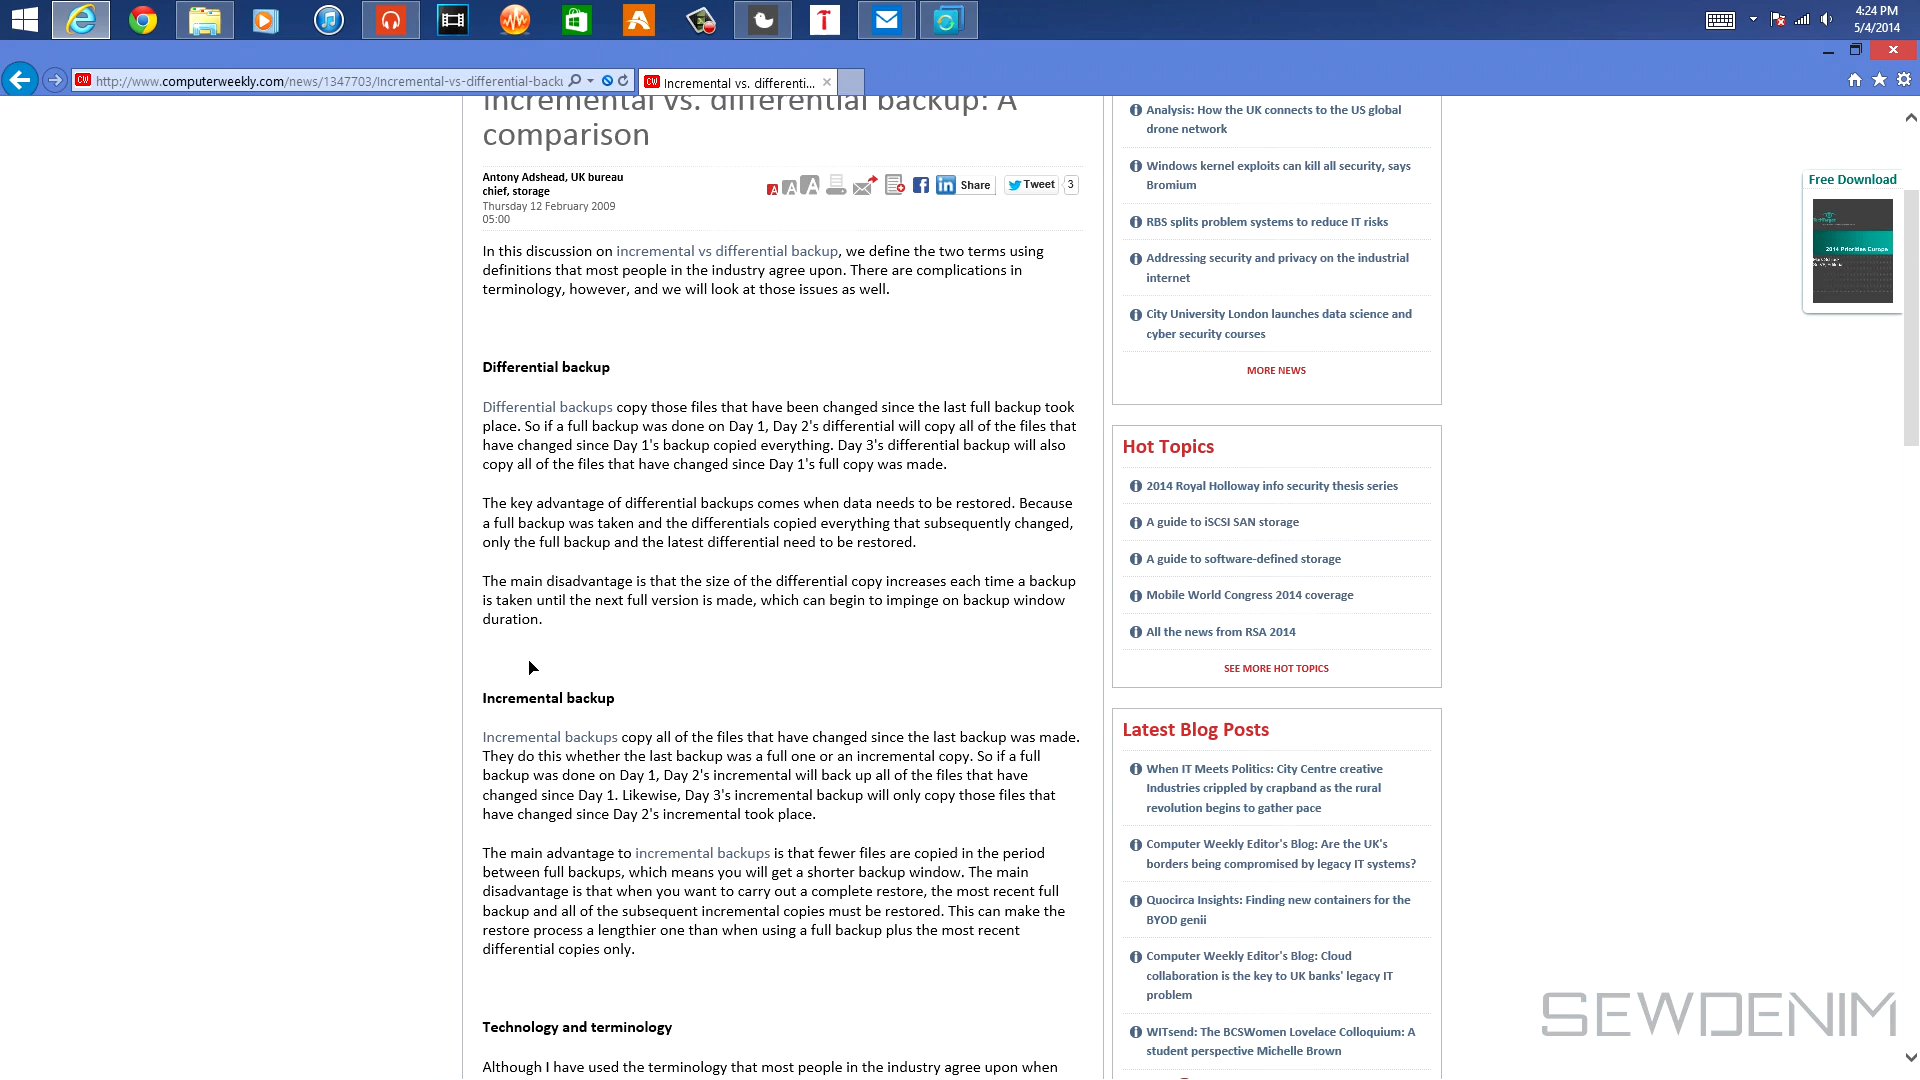 4:24 PM
5/4/2014
http://www.computerweekly.com/news/1347703/Incremental-vs-differential-backu
Incremental vs. differenti...
Incremental vs. differential backup: A
comparison
Antony Adshead, UK bureau
chief, storage
Thursday 12 February 2009
05:00
A A A
Share
Tweet
3
In this discussion on incremental vs differential backup, we define the two terms using
definitions that most people in the industry agree upon. There are complications in
terminology, however, and we will look at those issues as well.
Differential backup
Differential backups copy those files that have been changed since the last full backup took
place. So if a full backup was done on Day 1, Day 2's differential will copy all of the files that
have changed since Day 1's backup copied everything. Day 3's differential backup will also
copy all of the files that have changed since Day 1's full copy was made.
The key advantage of differential backups comes when data needs to be restored. Because
a full backup was taken and the differentials copied everything that subsequently changed,
only the full backup and the latest differential need to be restored.
The main disadvantage is that the size of the differential copy increases each time a backup
is taken until the next full version is made, which can begin to impinge on backup window
duration.
Incremental backup
Incremental backups copy all of the files that have changed since the last backup was made.
They do this whether the last backup was a full one or an incremental copy. So if a full
backup was done on Day 1, Day 2's incremental will back up all of the files that have
changed since Day 1. Likewise, Day 3's incremental backup will only copy those files that
have changed since Day 2's incremental took place.
The main advantage to incremental backups is that fewer files are copied in the period
between full backups, which means you will get a shorter backup window. The main
disadvantage is that when you want to carry out a complete restore, the most recent full
backup and all of the subsequent incremental copies must be restored. This can make the
restore process a lengthier one than when using a full backup plus the most recent
differential copies only.
Technology and terminology
Although I have used the terminology that most people in the industry agree upon when
Analysis: How the UK connects to the US global
drone network
Windows kernel exploits can kill all security, says
Bromium
RBS splits problem systems to reduce IT risks
Addressing security and privacy on the industrial
internet
City University London launches data science and
cyber security courses
MORE NEWS
Hot Topics
2014 Royal Holloway info security thesis series
A guide to iSCSI SAN storage
A guide to software-defined storage
Mobile World Congress 2014 coverage
All the news from RSA 2014
SEE MORE HOT TOPICS
Latest Blog Posts
When IT Meets Politics: City Centre creative
Industries crippled by crapband as the rural
revolution begins to gather pace
Computer Weekly Editor's Blog: Are the UK's
borders being compromised by legacy IT systems?
Quocirca Insights: Finding new containers for the
BYOD genii
Computer Weekly Editor's Blog: Cloud
collaboration is the key to UK banks' legacy IT
problem
WITsend: The BCSWomen Lovelace Colloquium: A
student perspective Michelle Brown
Free Download
2014 Priorities Europe
SEWDENIM